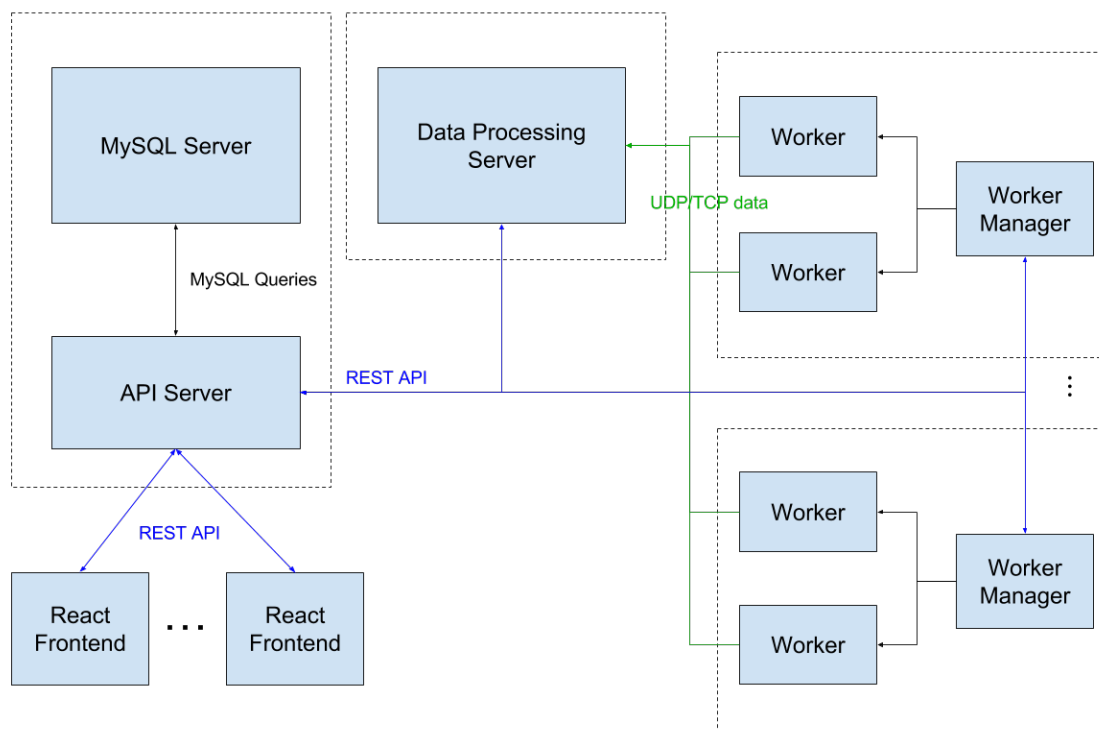 MySQL Server
Data Processing
Server
Worker
Worker
Manager
UDP/TCP data
Worker
MySQL Queries
API Server
REST API
...
REST API
Worker
Worker
Manager
React
Frontend
...
React
Frontend
Worker